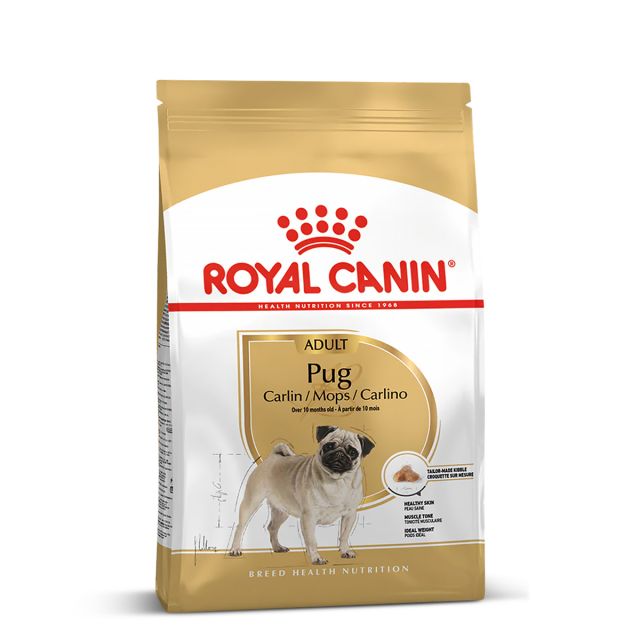 ROYAL CANIN®
HEALTH NUTRITION SINCE 1968
ADULT
Pug
Carlin / Mops / Carlino
Over 10 months old - À partir de 10 mois
TAILOR-MADE KIBBLE
CROQUETTE SUR MESURE
HEALTHY SKIN
PEAU SAINE
MUSCLE TONE
TONICITÉ MUSCULAIRE
IDEAL WEIGHT
POIDS IDÉAL
BREED HEALTH NUTRITION